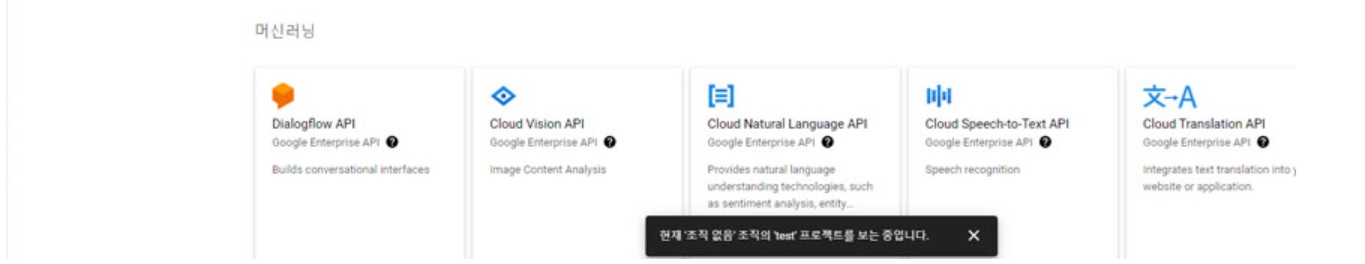 머신러닝
Dialogflow API
Google Enterprise API
Builds conversational interfaces
Cloud Vision API
Google Enterprise API
Image Content Analysis
Cloud Natural Language API
Google Enterprise API
Provides natural language
understanding technologies, such
as sentiment analysis, entity...
Cloud Speech-to-Text API
Google Enterprise API
Speech recognition
文→A
Cloud Translation API
Google Enterprise API
Integrates text translation into y
website or application.
현재 '조직 없음' 조직의 'test' 프로젝트를 보는 중입니다.